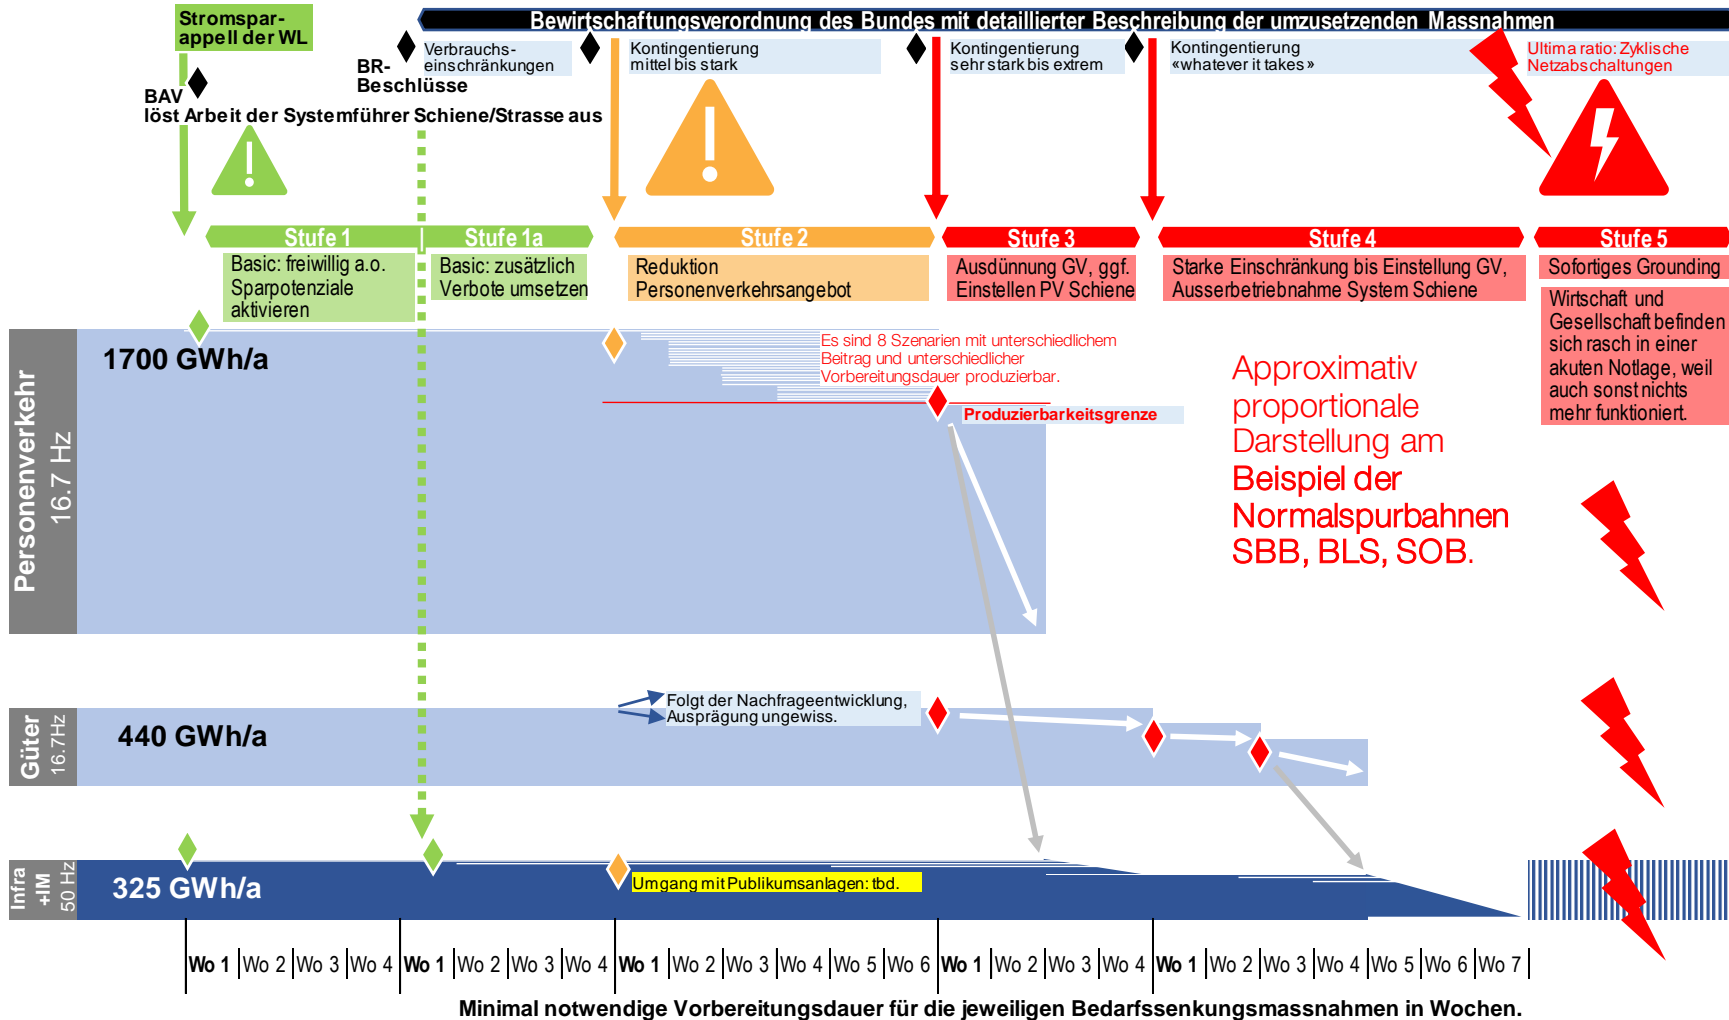 Stromspar-
appell der WL
Bewirtschaftungsverordnung des Bundes mit detaillierter Beschreibung der umzusetzenden Massnahmen
Verbrauchs-
einschränkungen
Kontingentierung
mittel bis stark
Kontingentierung
sehr stark bis extrem
Kontingentierung
«whatever it takes»
Ultima ratio: Zyklische
Netzabschaltungen
BR-
Beschlüsse
BAV
löst Arbeit der Systemführer Schiene/Strasse aus
Stufe 1
Stufe 1a
Stufe 2
Stufe 3
Stufe 4
Stufe 5
Basic: freiwillig a.o.
Sparpotenziale
aktivieren
Basic: zusätzlich
Verbote umsetzen
Reduktion
Personenverkehrsangebot
Ausdünnung GV, ggf.
Einstellen PV Schiene
Starke Einschränkung bis Einstellung GV,
Ausserbetriebnahme System Schiene
Sofortiges Grounding
Wirtschaft und
Gesellschaft befinden
sich rasch in einer
akuten Notlage, weil
auch sonst nichts
mehr funktioniert.
Personenverkehr
16.7 Hz
1700 GWh/a
Es sind 8 Szenarien mit unterschiedlichem
Beitrag und unterschiedlicher
Vorbereitungsdauer produzierbar.
Produzierbarkeitsgrenze
Approximativ
proportionale
Darstellung am
Beispiel der
Normalspurbahnen
SBB, BLS, SOB.
Güter
16.7Hz
440 GWh/a
Folgt der Nachfrageentwicklung,
Ausprägung ungewiss.
Infra
+IM
50 Hz
325 GWh/a
Umgang mit Publikumsanlagen: tbd.
Wo 1 Wo 2 Wo 3 Wo 4 Wo 1 Wo 2 Wo 3 Wo 4 Wo 1 Wo 2 Wo 3 Wo 4 Wo 5 Wo 6 Wo 1 Wo 2 Wo 3 Wo 4 Wo 1 Wo 2 Wo 3 Wo 4 Wo 5 Wo 6 Wo 7
Minimal notwendige Vorbereitungsdauer für die jeweiligen Bedarfssenkungsmassnahmen in Wochen.